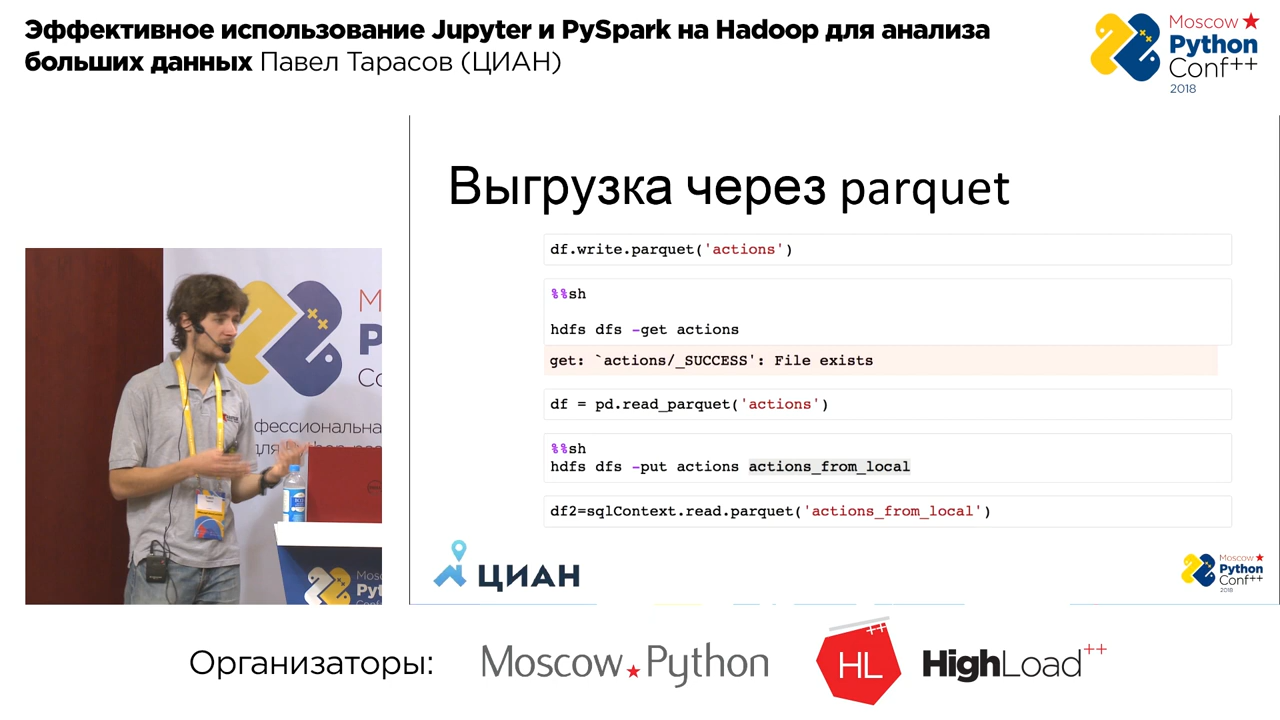 Эффективное использование Jupyter и PySpark на Hadoop для анализа
больших данных Павел Тарасов (ЦИАН)
Moscow
Python
Conf++
2018
Выгрузка через parquet
df.write.parquet('actions')
%%sh
hdfs dfs -get actions
get: `actions/_SUCCESS': File exists
df = pd.read_parquet('actions')
%%sh
hdfs dfs -put actions actions_from_local
df2=sqlContext.read.parquet('actions_from_local')
ЦИАН
Moscow
Python
Conf++
2018
Организаторы:
Moscow Python
HL++
HighLoad++